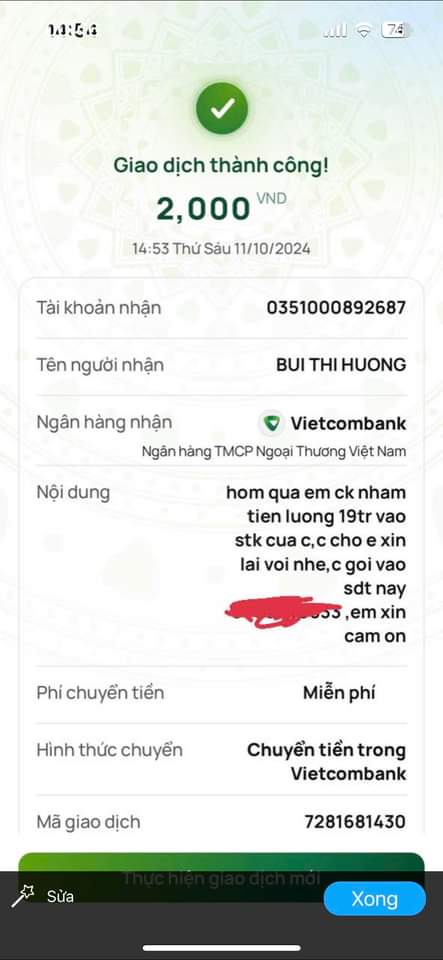 14:54
74
Giao dịch thành công!
2,000 VND
14:53 Thứ Sáu 11/10/2024
Tài khoản nhận 0351000892687
Tên người nhận BUI THI HUONG
Ngân hàng nhận Vietcombank
Ngân hàng TMCP Ngoại Thương Việt Nam
Nội dung hom qua em ck nham
tien luong 19tr vao
stk cua c,c cho e xin
lai voi nhe,c goi vao
sdt nay
,em xin
cam on
Phí chuyển tiền Miễn phí
Hình thức chuyển Chuyển tiền trong
Vietcombank
Mã giao dịch 7281681430
Thực hiện giao dịch mới
Sửa
Xong